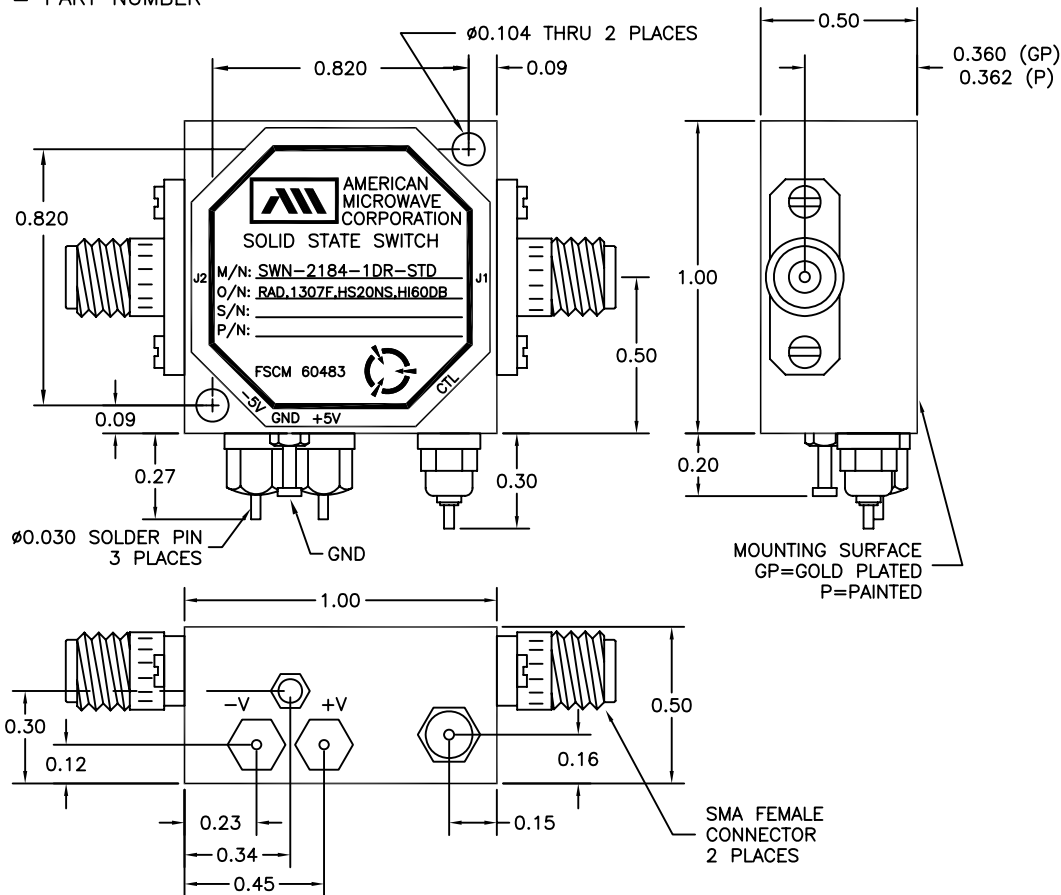 = PART NUMBER
ø0.104 THRU 2 PLACES
0.820
0.09
0.50
0.360 (GP)
0.362 (P)
0.820
AMERICAN
MICROWAVE
CORPORATION
SOLID STATE SWITCH
M/N: SWN-2184-1DR-STD
O/N: RAD,1307F,HS20NS,HI60DB
S/N:
P/N:
J2
J1
FSCM 60483
-5V
GND +5V
CTL
0.50
1.00
0.09
0.27
0.30
0.20
ø0.030 SOLDER PIN
3 PLACES
GND
MOUNTING SURFACE
GP=GOLD PLATED
P=PAINTED
1.00
-V
+V
0.30
0.12
0.50
0.16
0.23
0.15
0.34
0.45
SMA FEMALE
CONNECTOR
2 PLACES